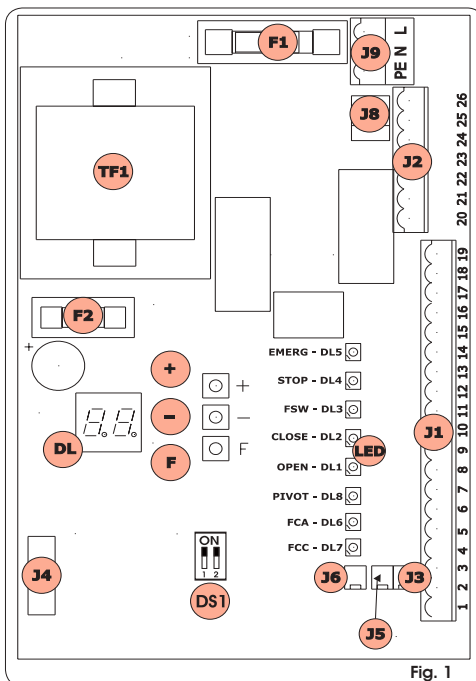 F1
J9
PE N L
J8
J2
26
25
24
23
22
21
20
TF1
19
18
17
16
15
14
13
12
11
10
9
8
7
6
5
4
3
2
1
J1
F2
+
+
-
F
+
—
F
DL
8.8.
EMERG - DL5
STOP - DL4
FSW - DL3
CLOSE - DL2
LED
OPEN - DL1
PIVOT - DL8
FCA - DL6
FCC - DL7
J4
ON
1 2
DS1
J6
J5
J3
Fig. 1